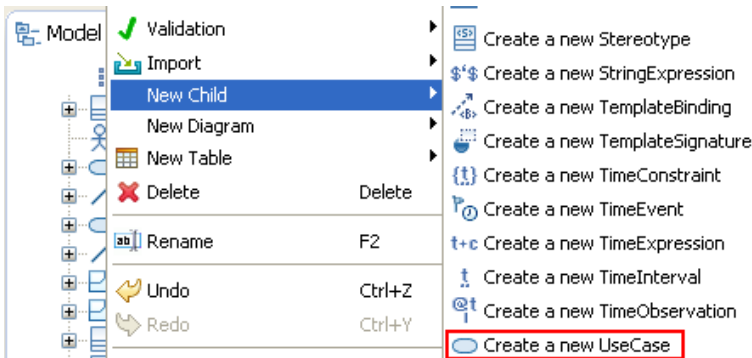 Model
Validation
Import
New Child
New Diagram
New Table
Delete Delete
Rename F2
Undo Ctrl+Z
Redo Ctrl+Y
Create a new Stereotype
Create a new StringExpression
Create a new TemplateBinding
Create a new TemplateSignature
{t} Create a new TimeConstraint
Create a new TimeEvent
t+c Create a new TimeExpression
t Create a new TimeInterval
@t Create a new TimeObservation
Create a new UseCase